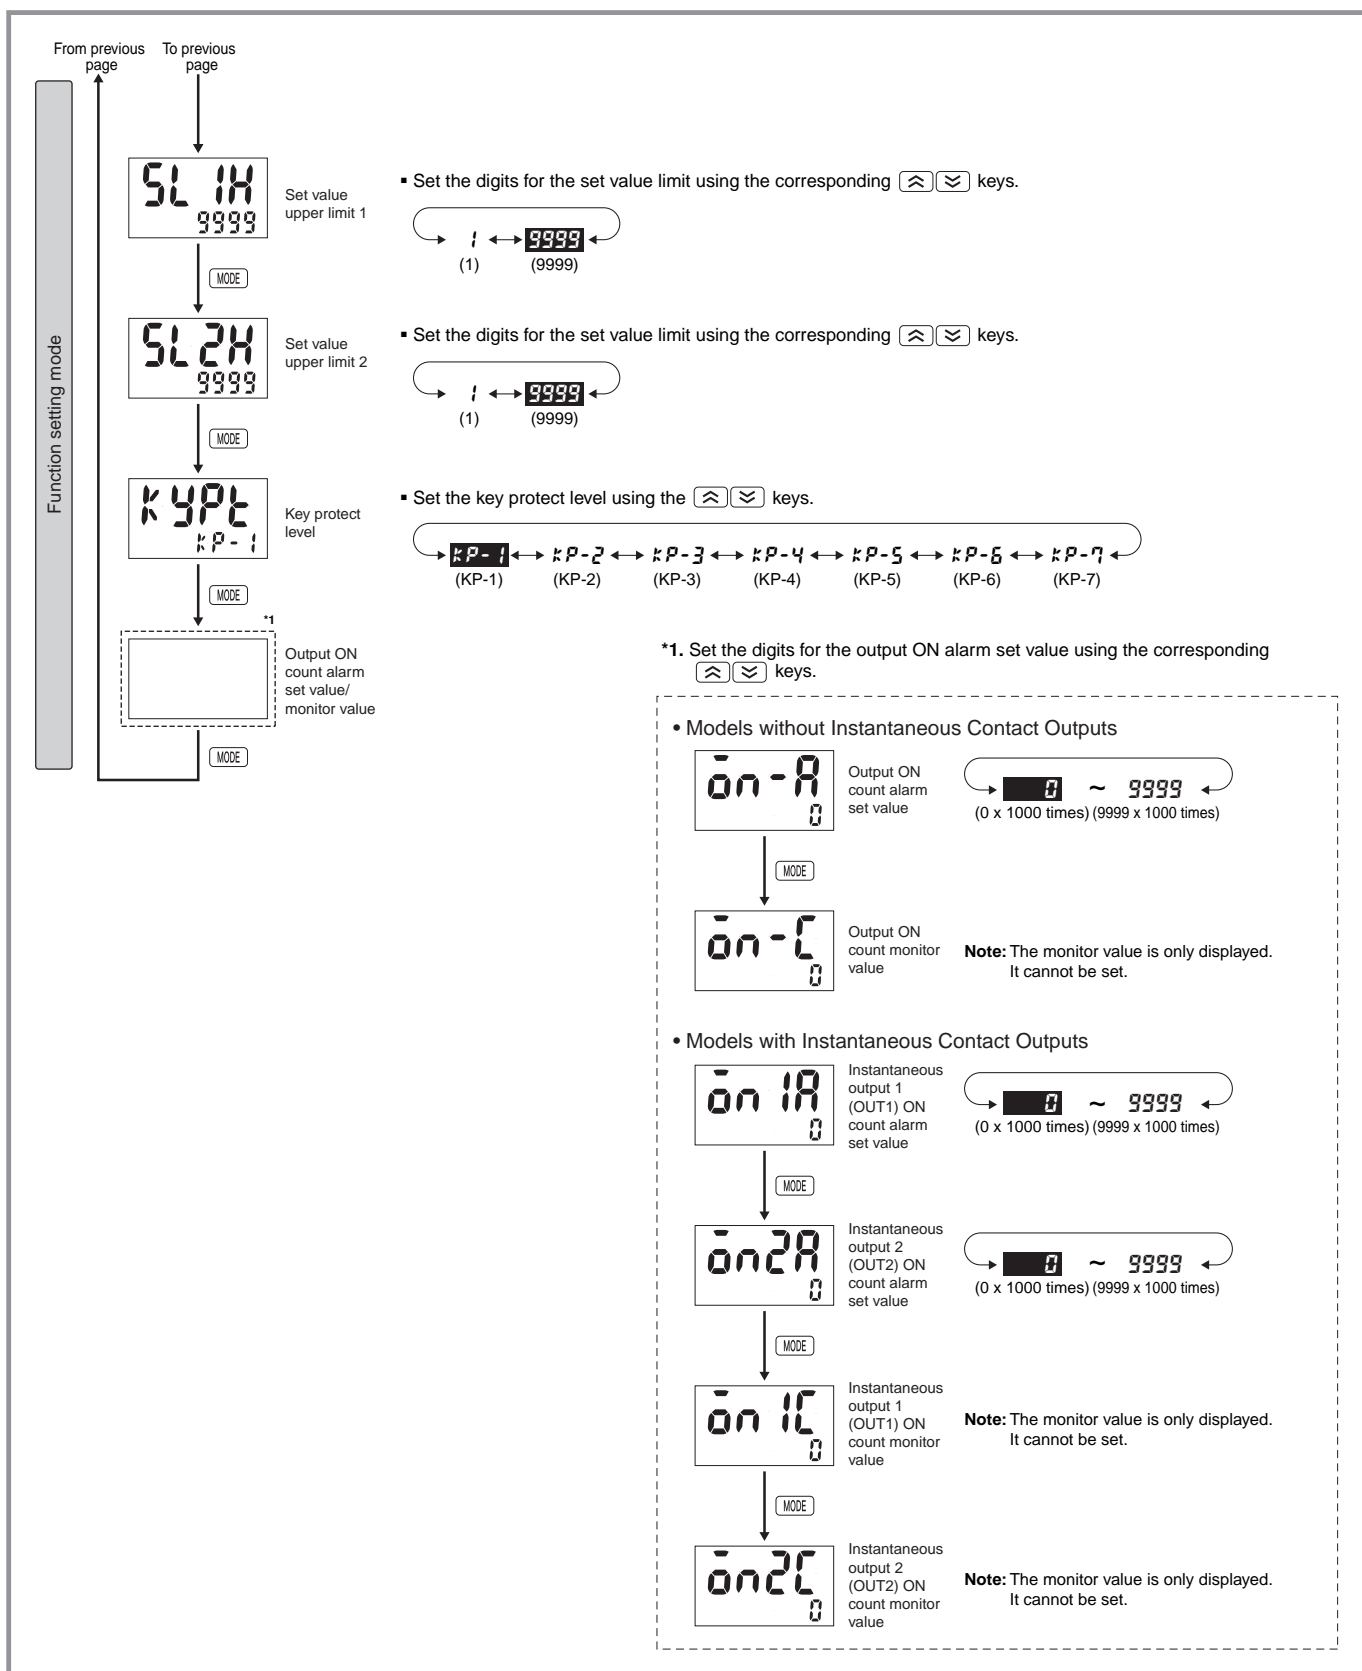 From previous page
To previous page
Function setting mode
SL 1H
9999
Set value
upper limit 1
▪ Set the digits for the set value limit using the corresponding keys.
1 9999
(1) (9999)
MODE
SL2H
9999
Set value
upper limit 2
▪ Set the digits for the set value limit using the corresponding keys.
1 9999
(1) (9999)
MODE
KYPt
KP-1
Key protect
level
▪ Set the key protect level using the keys.
KP-1 KP-2 KP-3 KP-4 KP-5 KP-6 KP-7
(KP-1) (KP-2) (KP-3) (KP-4) (KP-5) (KP-6) (KP-7)
MODE
*1
Output ON
count alarm
set value/
monitor value
MODE
*1. Set the digits for the output ON alarm set value using the corresponding
keys.
• Models without Instantaneous Contact Outputs
on-A
0
Output ON
count alarm
set value
0 ~ 9999
(0 x 1000 times) (9999 x 1000 times)
MODE
on-C
0
Output ON
count monitor
value
Note: The monitor value is only displayed.
It cannot be set.
• Models with Instantaneous Contact Outputs
on 1A
0
Instantaneous
output 1
(OUT1) ON
count alarm
set value
0 ~ 9999
(0 x 1000 times) (9999 x 1000 times)
MODE
on2A
0
Instantaneous
output 2
(OUT2) ON
count alarm
set value
0 ~ 9999
(0 x 1000 times) (9999 x 1000 times)
MODE
on 1C
0
Instantaneous
output 1
(OUT1) ON
count monitor
value
Note: The monitor value is only displayed.
It cannot be set.
MODE
on2C
0
Instantaneous
output 2
(OUT2) ON
count monitor
value
Note: The monitor value is only displayed.
It cannot be set.